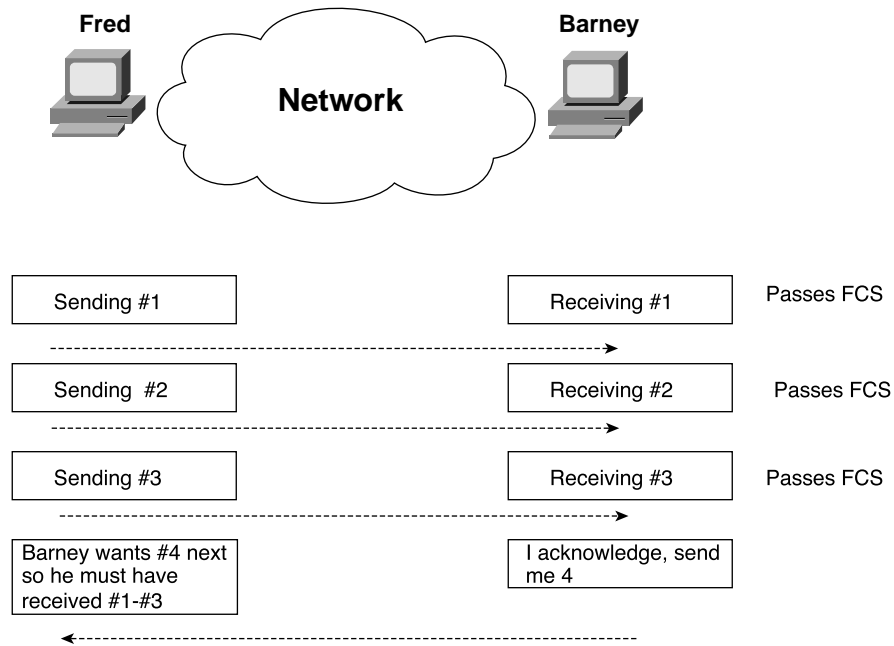 Fred
Barney
Network
Sending #1
Receiving #1
Passes FCS
Sending #2
Receiving #2
Passes FCS
Sending #3
Receiving #3
Passes FCS
Barney wants #4 next
so he must have
received #1-#3
I acknowledge, send
me 4